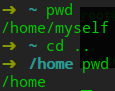 ➜ ~ pwd
/home/myself
➜ ~ cd ..
➜ /home pwd
/home